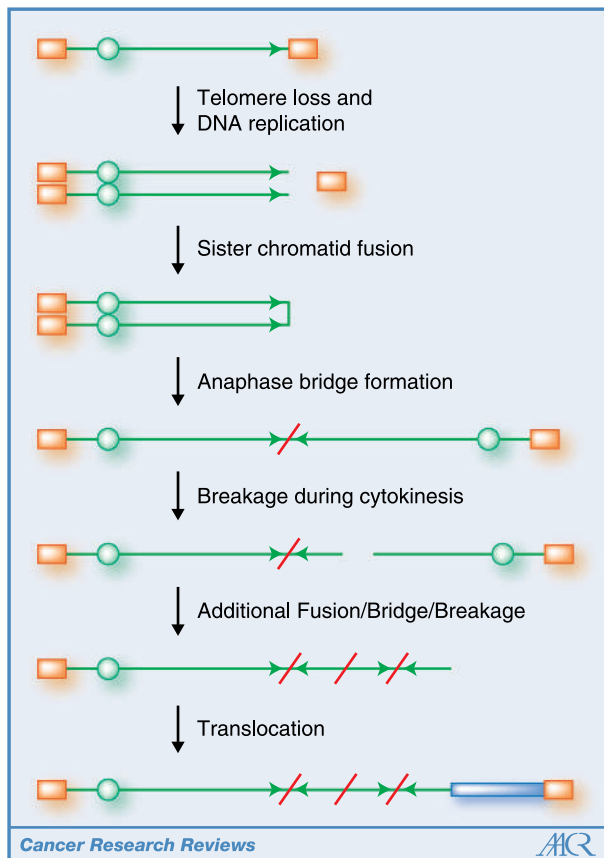 Telomere loss and
DNA replication
Sister chromatid fusion
Anaphase bridge formation
Breakage during cytokinesis
Additional Fusion/Bridge/Breakage
Translocation
Cancer Research Reviews
AACR